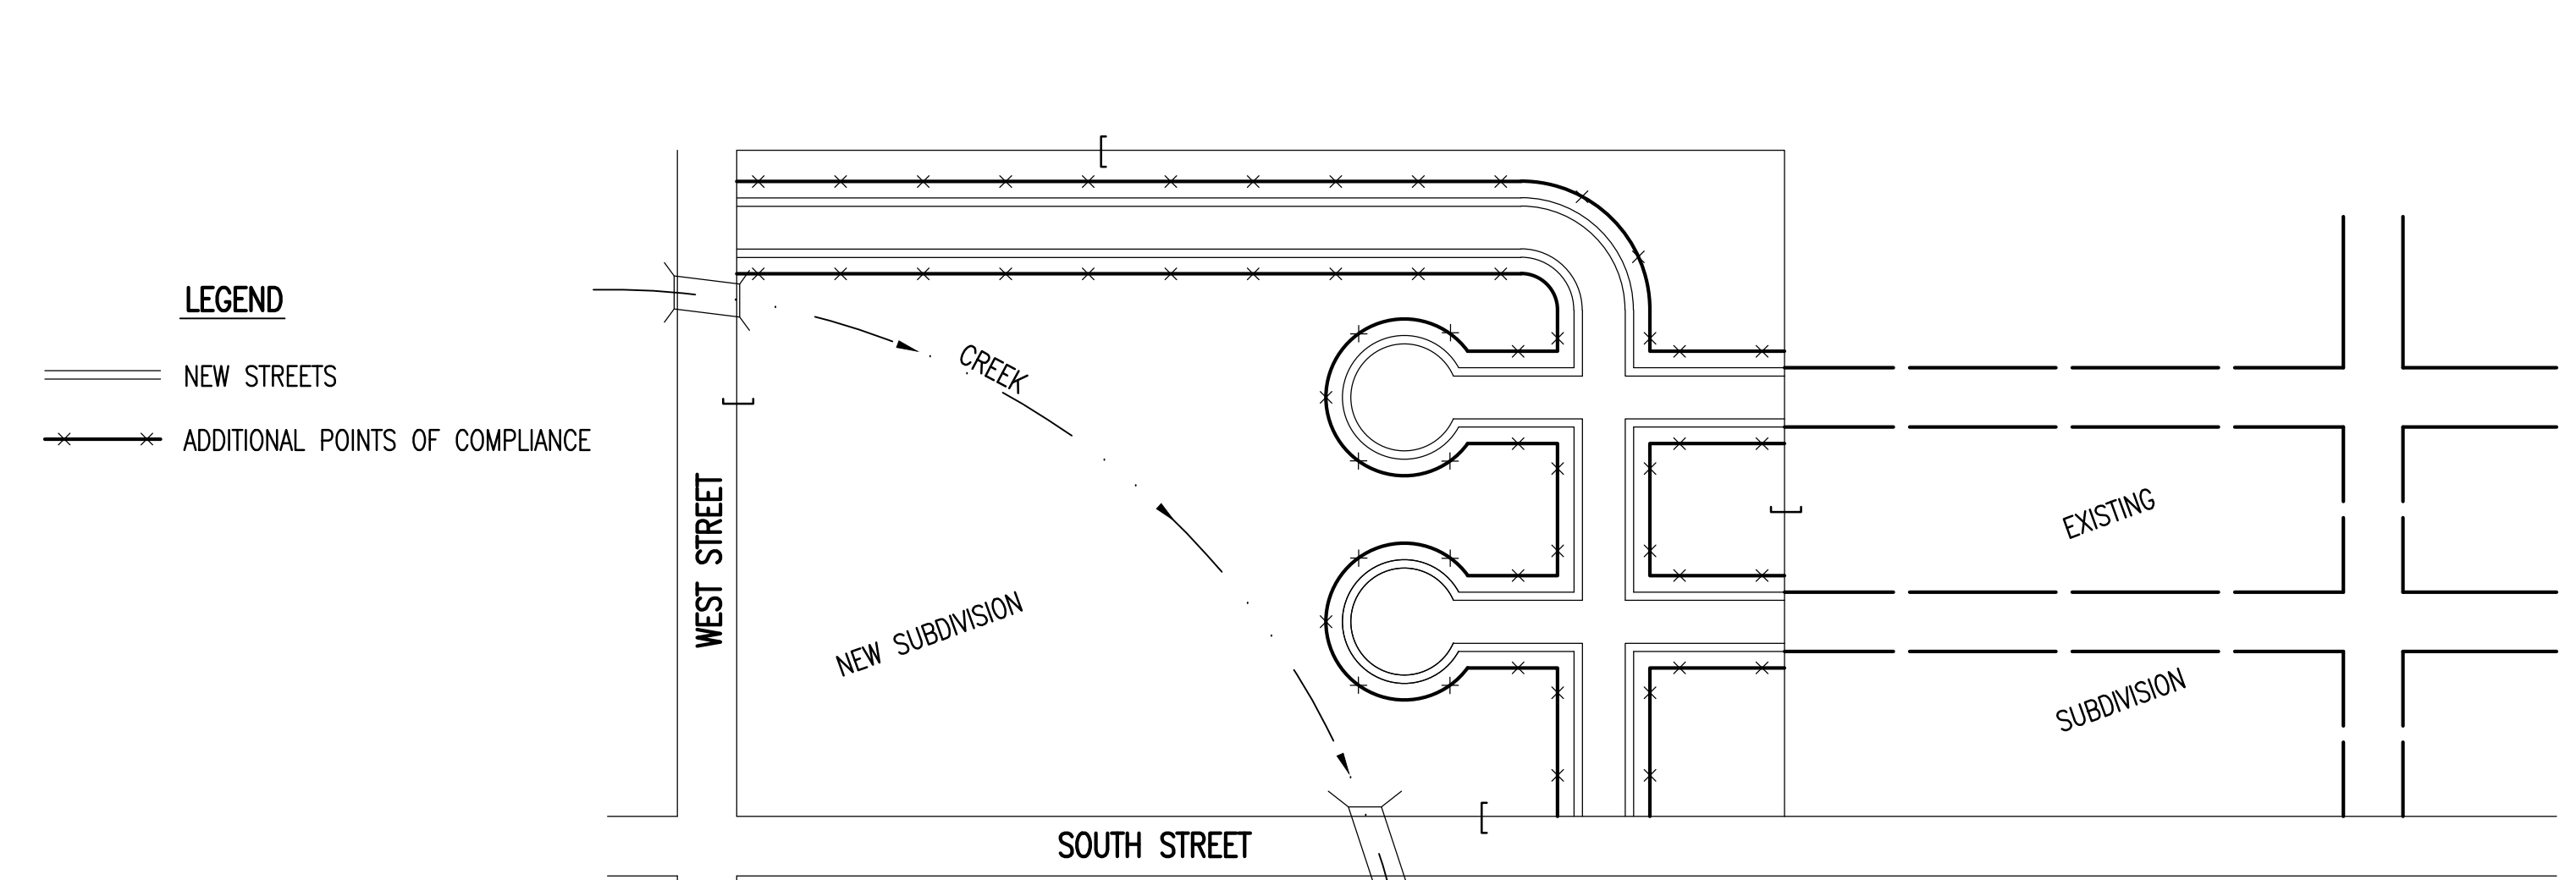 LEGEND
NEW STREETS
ADDITIONAL POINTS OF COMPLIANCE
CREEK
WEST STREET
NEW SUBDIVISION
EXISTING
SUBDIVISION
SOUTH STREET